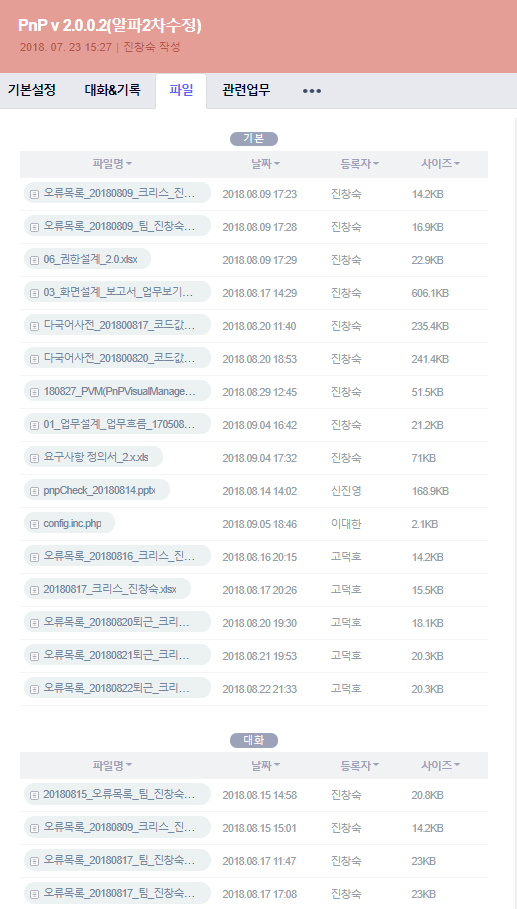 PnP v 2.0.0.2(알파2차수정)
2018. 07. 23 15:27 | 진창숙 작성
기본설정 대화&기록 파일 관련업무 •••
기본
파일명 날짜 등록자 사이즈
오류목록_20180809_크리스_진... 2018.08.09 17:23 진창숙 14.2KB
오류목록_20180809_팀_진창숙... 2018.08.09 17:28 진창숙 16.9KB
06_권한설계_2.0.xlsx 2018.08.09 17:29 진창숙 22.9KB
03_화면설계_보고서_업무보기... 2018.08.17 14:29 진창숙 606.1KB
다국어사전_201800817_코드값... 2018.08.20 11:40 진창숙 235.4KB
다국어사전_201800820_코드값... 2018.08.20 18:53 진창숙 241.4KB
180827_PVM(PnPVisualManage... 2018.08.29 12:45 진창숙 51.5KB
01_업무설계_업무흐름_170508... 2018.09.04 16:42 진창숙 21.2KB
요구사항 정의서_2.x.xls 2018.09.04 17:32 진창숙 71KB
pnpCheck_20180814.pptx 2018.08.14 14:02 신진영 168.9KB
config.inc.php 2018.09.05 18:46 이대한 2.1KB
오류목록_20180816_크리스_진... 2018.08.16 20:15 고덕호 14.2KB
20180817_크리스_진창숙.xlsx 2018.08.17 20:26 고덕호 15.5KB
오류목록_20180820퇴근_크리... 2018.08.20 19:30 고덕호 18.1KB
오류목록_20180821퇴근_크리... 2018.08.21 19:53 고덕호 20.3KB
오류목록_20180822퇴근_크리... 2018.08.22 21:33 고덕호 20.3KB
대화
파일명 날짜 등록자 사이즈
20180815_오류목록_팀_진창숙... 2018.08.15 14:58 진창숙 20.8KB
오류목록_20180809_크리스_진... 2018.08.15 15:01 진창숙 14.2KB
오류목록_20180817_팀_진창숙... 2018.08.17 11:47 진창숙 23KB
오류목록_20180817_팀_진창숙... 2018.08.17 17:08 진창숙 23KB